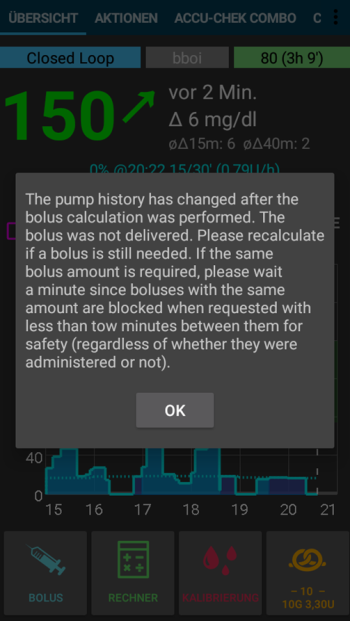 ÜBERSICHT AKTIONEN ACCU-CHEK COMBO C
Closed Loop bboi 80 (3h 9')
150 vor 2 Min.
Δ 6 mg/dl
øΔ15m: 6 øΔ40m: 2
0% @20:22 15/30' (0.79U/h)
The pump history has changed after the
bolus calculation was performed. The
bolus was not delivered. Please recalculate
if a bolus is still needed. If the same
bolus amount is required, please wait
a minute since boluses with the same
amount are blocked when requested with
less than tow minutes between them for
safety (regardless of whether they were
administered or not).
OK
40
0
15 16 17 18 19 20 21
BOLUS RECHNER KALIBRIERUNG – 10 –
10G 3,30U